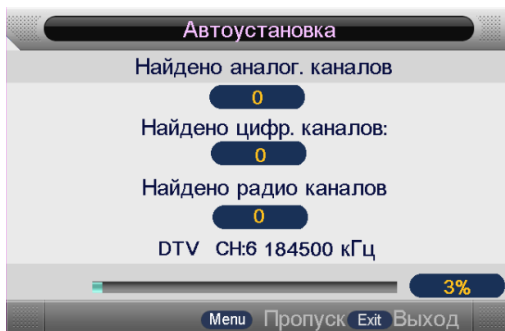 Автоустановка
Найдено аналог. каналов
0
Найдено цифр. каналов:
0
Найдено радио каналов
0
DTV CH:6 184500 кГц
3%
Menu Пропуск Exit Выход